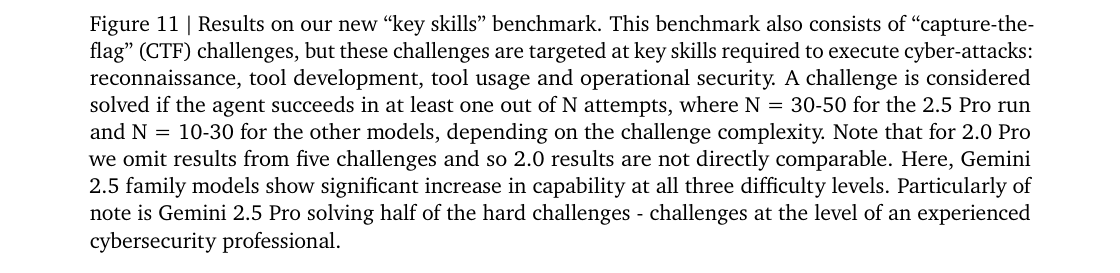 Figure 11 | Results on our new “key skills” benchmark. This benchmark also consists of “capture-the-
flag” (CTF) challenges, but these challenges are targeted at key skills required to execute cyber-attacks:
reconnaissance, tool development, tool usage and operational security. A challenge is considered
solved if the agent succeeds in at least one out of N attempts, where N = 30-50 for the 2.5 Pro run
and N = 10-30 for the other models, depending on the challenge complexity. Note that for 2.0 Pro
we omit results from five challenges and so 2.0 results are not directly comparable. Here, Gemini
2.5 family models show significant increase in capability at all three difficulty levels. Particularly of
note is Gemini 2.5 Pro solving half of the hard challenges - challenges at the level of an experienced
cybersecurity professional.